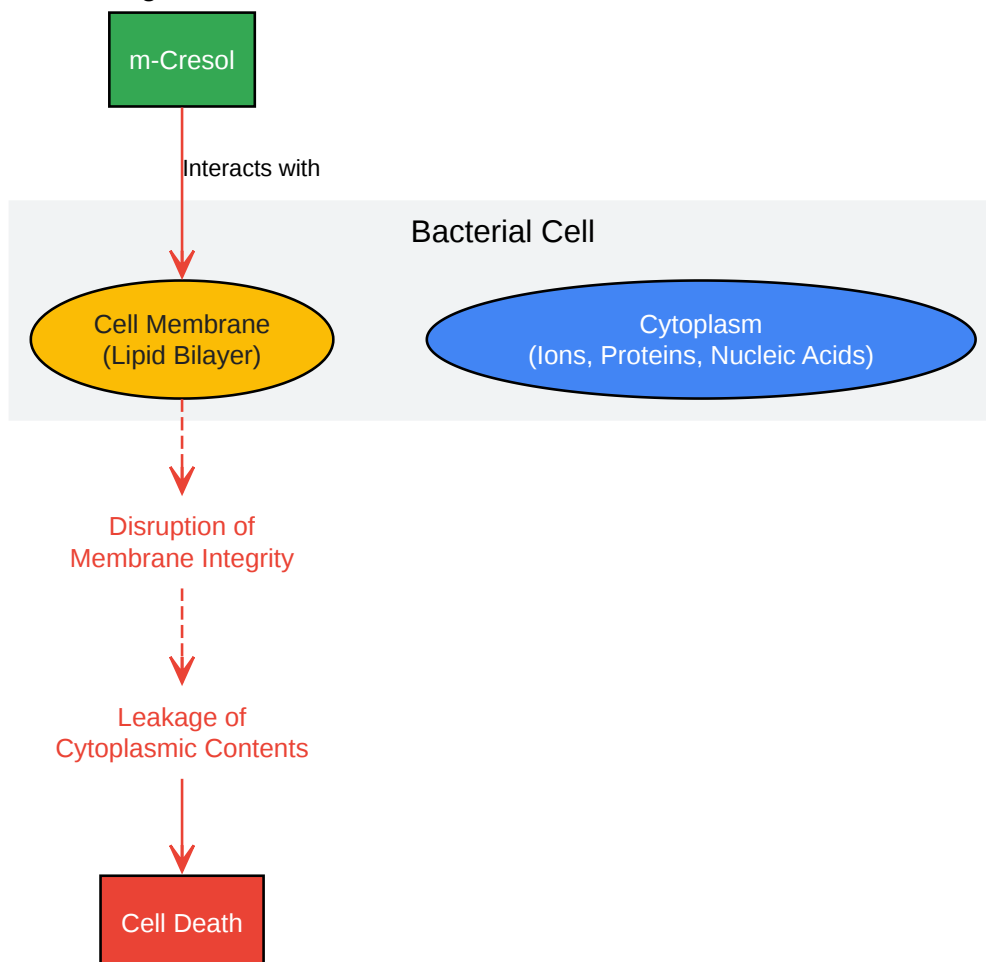 m-Cresol
Interacts with
Bacterial Cell
Cell Membrane
(Lipid Bilayer)
Cytoplasm
(Ions, Proteins, Nucleic Acids)
Disruption of
Membrane Integrity
Leakage of
Cytoplasmic Contents
Cell Death